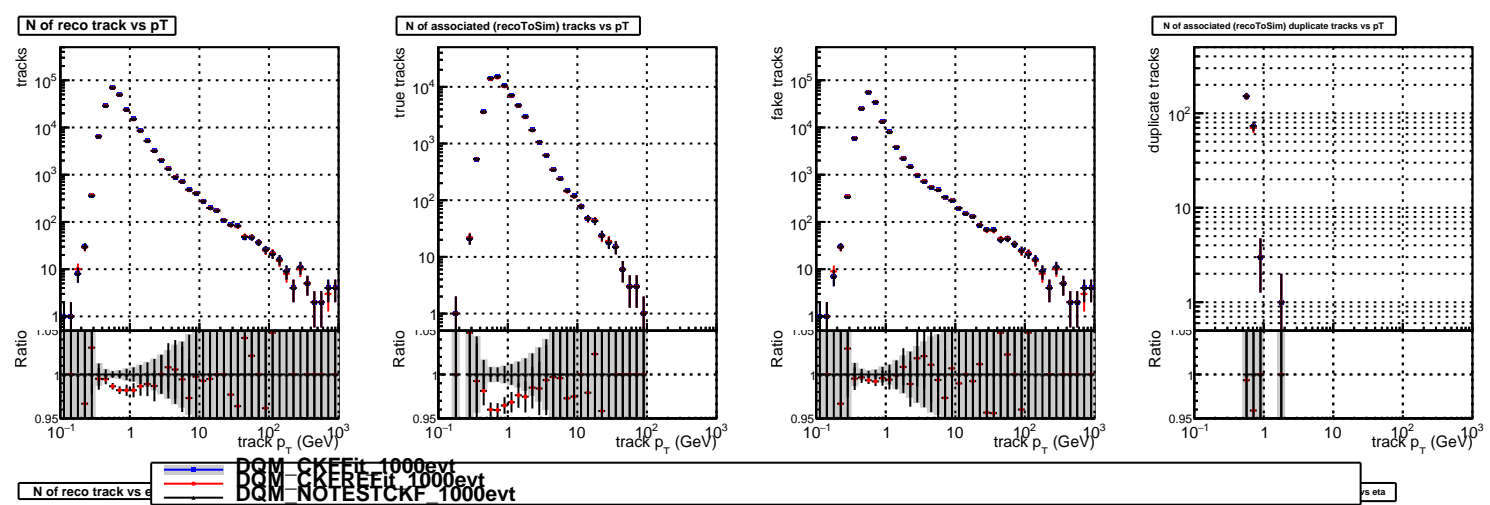 N of reco track vs pT
N of associated (recoToSim) tracks vs pT
N of associated (recoToSim) duplicate tracks vs pT
tracks
10^5
10^4
10^3
10^2
10
1
Ratio
1.05
1
0.95
10^-1 1 10 10^2 10^3
track p_T (GeV)
true tracks
10^4
10^3
10^2
10
1
Ratio
1.05
1
0.95
10^-1 1 10 10^2 10^3
track p_T (GeV)
fake tracks
10^5
10^4
10^3
10^2
10
1
Ratio
1.05
1
0.95
10^-1 1 10 10^2 10^3
track p_T (GeV)
duplicate tracks
10^2
10
1
Ratio
1.05
1
0.95
10^-1 1 10 10^2 10^3
track p_T (GeV)
DQM_CKFFit_1000evt
DQM_CKFREFit_1000evt
DQM_NOTESTCKF_1000evt
N of reco track vs e
vs eta